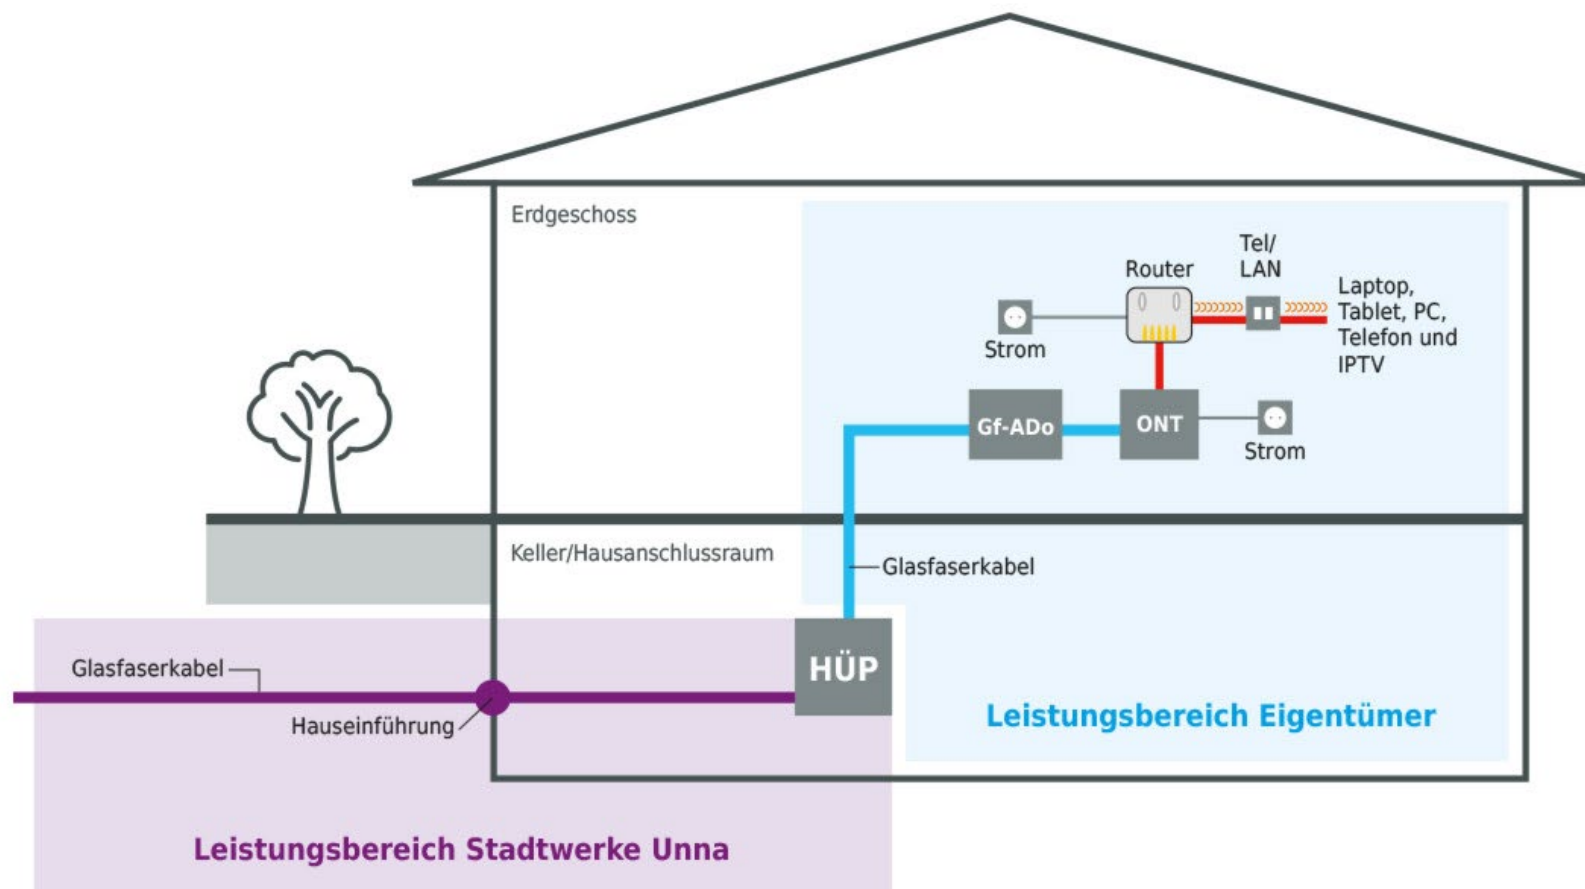 Erdgeschoss
Tel/
LAN
Router
Laptop,
Tablet, PC,
Telefon und
IPTV
Strom
Gf-ADo
ONT
Strom
Keller/Hausanschlussraum
Glasfaserkabel
HÜP
Glasfaserkabel
Hauseinführung
Leistungsbereich Eigentümer
Leistungsbereich Stadtwerke Unna